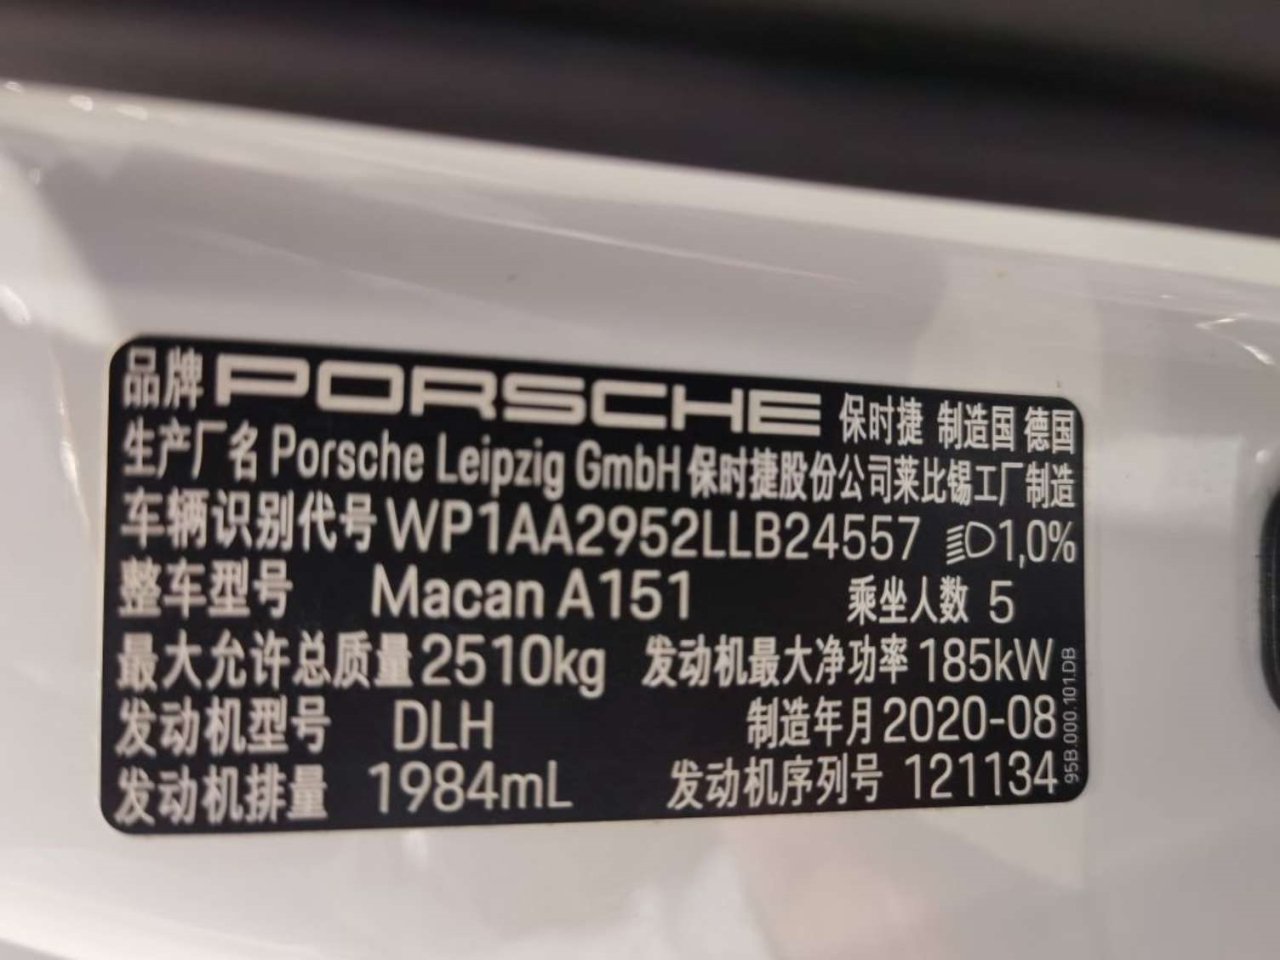 品牌 PORSCHE 保时捷 制造国 德国
生产厂名 Porsche Leipzig GmbH 保时捷股份公司莱比锡工厂制造
车辆识别代号 WP1AA2952LLB24557 1,0%
整车型号 Macan A151 乘坐人数 5
最大允许总质量 2510kg 发动机最大净功率 185kW
发动机型号 DLH 制造年月 2020-08
发动机排量 1984mL 发动机序列号 121134
95B.000.101.DB